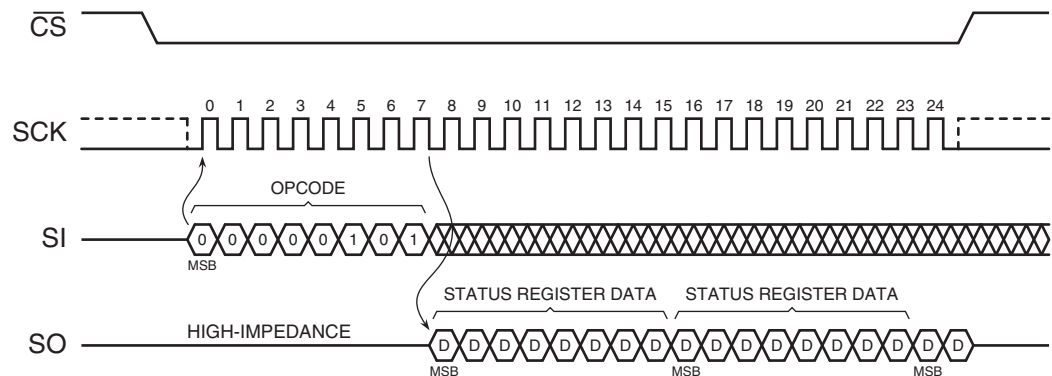 CS
0 1 2 3 4 5 6 7 8 9 10 11 12 13 14 15 16 17 18 19 20 21 22 23 24
SCK
OPCODE
SI 0 0 0 0 0 1 0 1
MSB
STATUS REGISTER DATA STATUS REGISTER DATA
HIGH-IMPEDANCE
SO D D D D D D D D D D D D D D D D D D
MSB MSB MSB